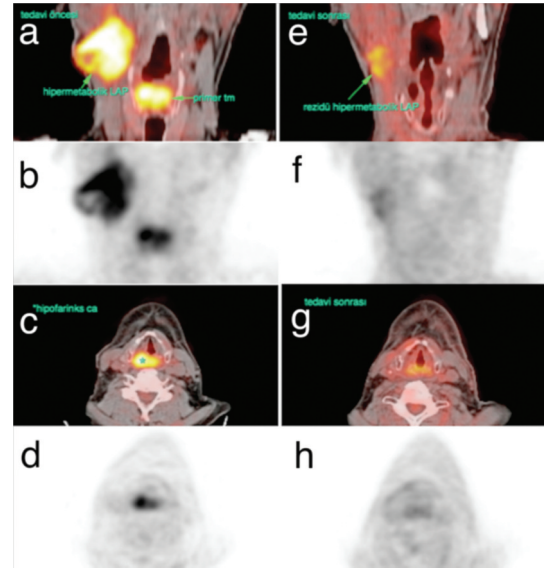 tedavi öncesi
a
hipermetabolik LAP
primer tm
tedavi sonrası
e
rezidü hipermetabolik LAP
b
f
*hipofarinks ca
c
*
tedavi sonrası
g
d
h